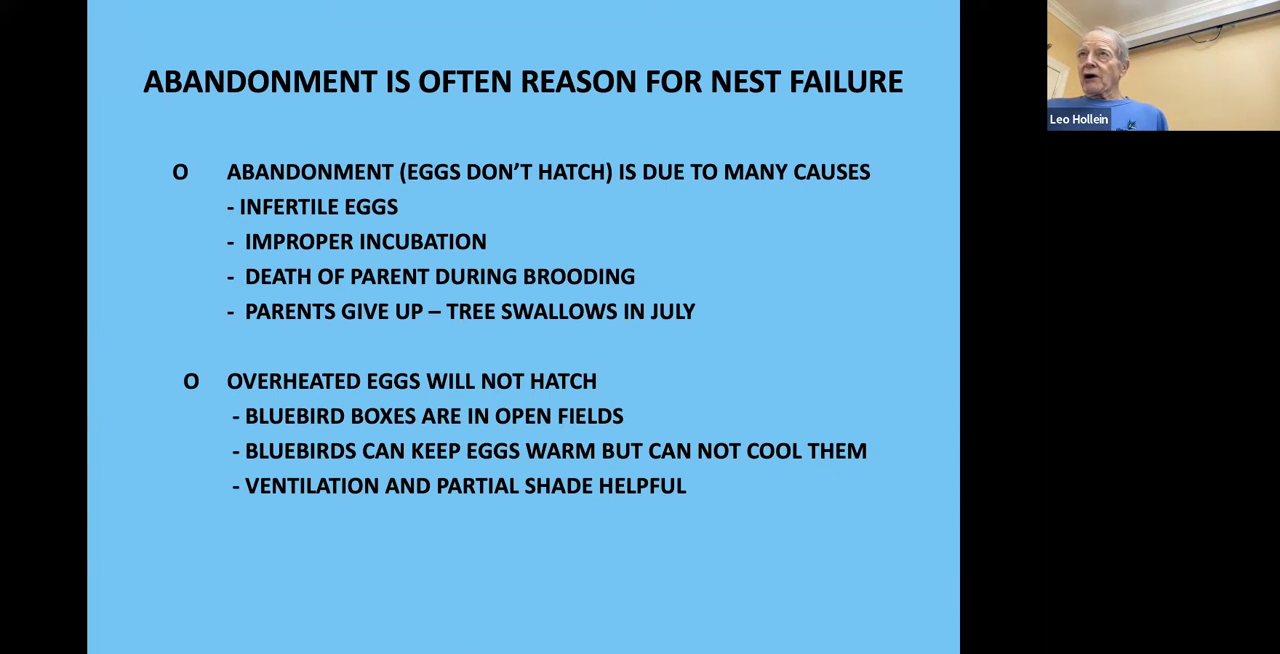 ABANDONMENT IS OFTEN REASON FOR NEST FAILURE
O ABANDONMENT (EGGS DON’T HATCH) IS DUE TO MANY CAUSES
- INFERTILE EGGS
- IMPROPER INCUBATION
- DEATH OF PARENT DURING BROODING
- PARENTS GIVE UP – TREE SWALLOWS IN JULY
O OVERHEATED EGGS WILL NOT HATCH
- BLUEBIRD BOXES ARE IN OPEN FIELDS
- BLUEBIRDS CAN KEEP EGGS WARM BUT CAN NOT COOL THEM
- VENTILATION AND PARTIAL SHADE HELPFUL
Leo Hollein